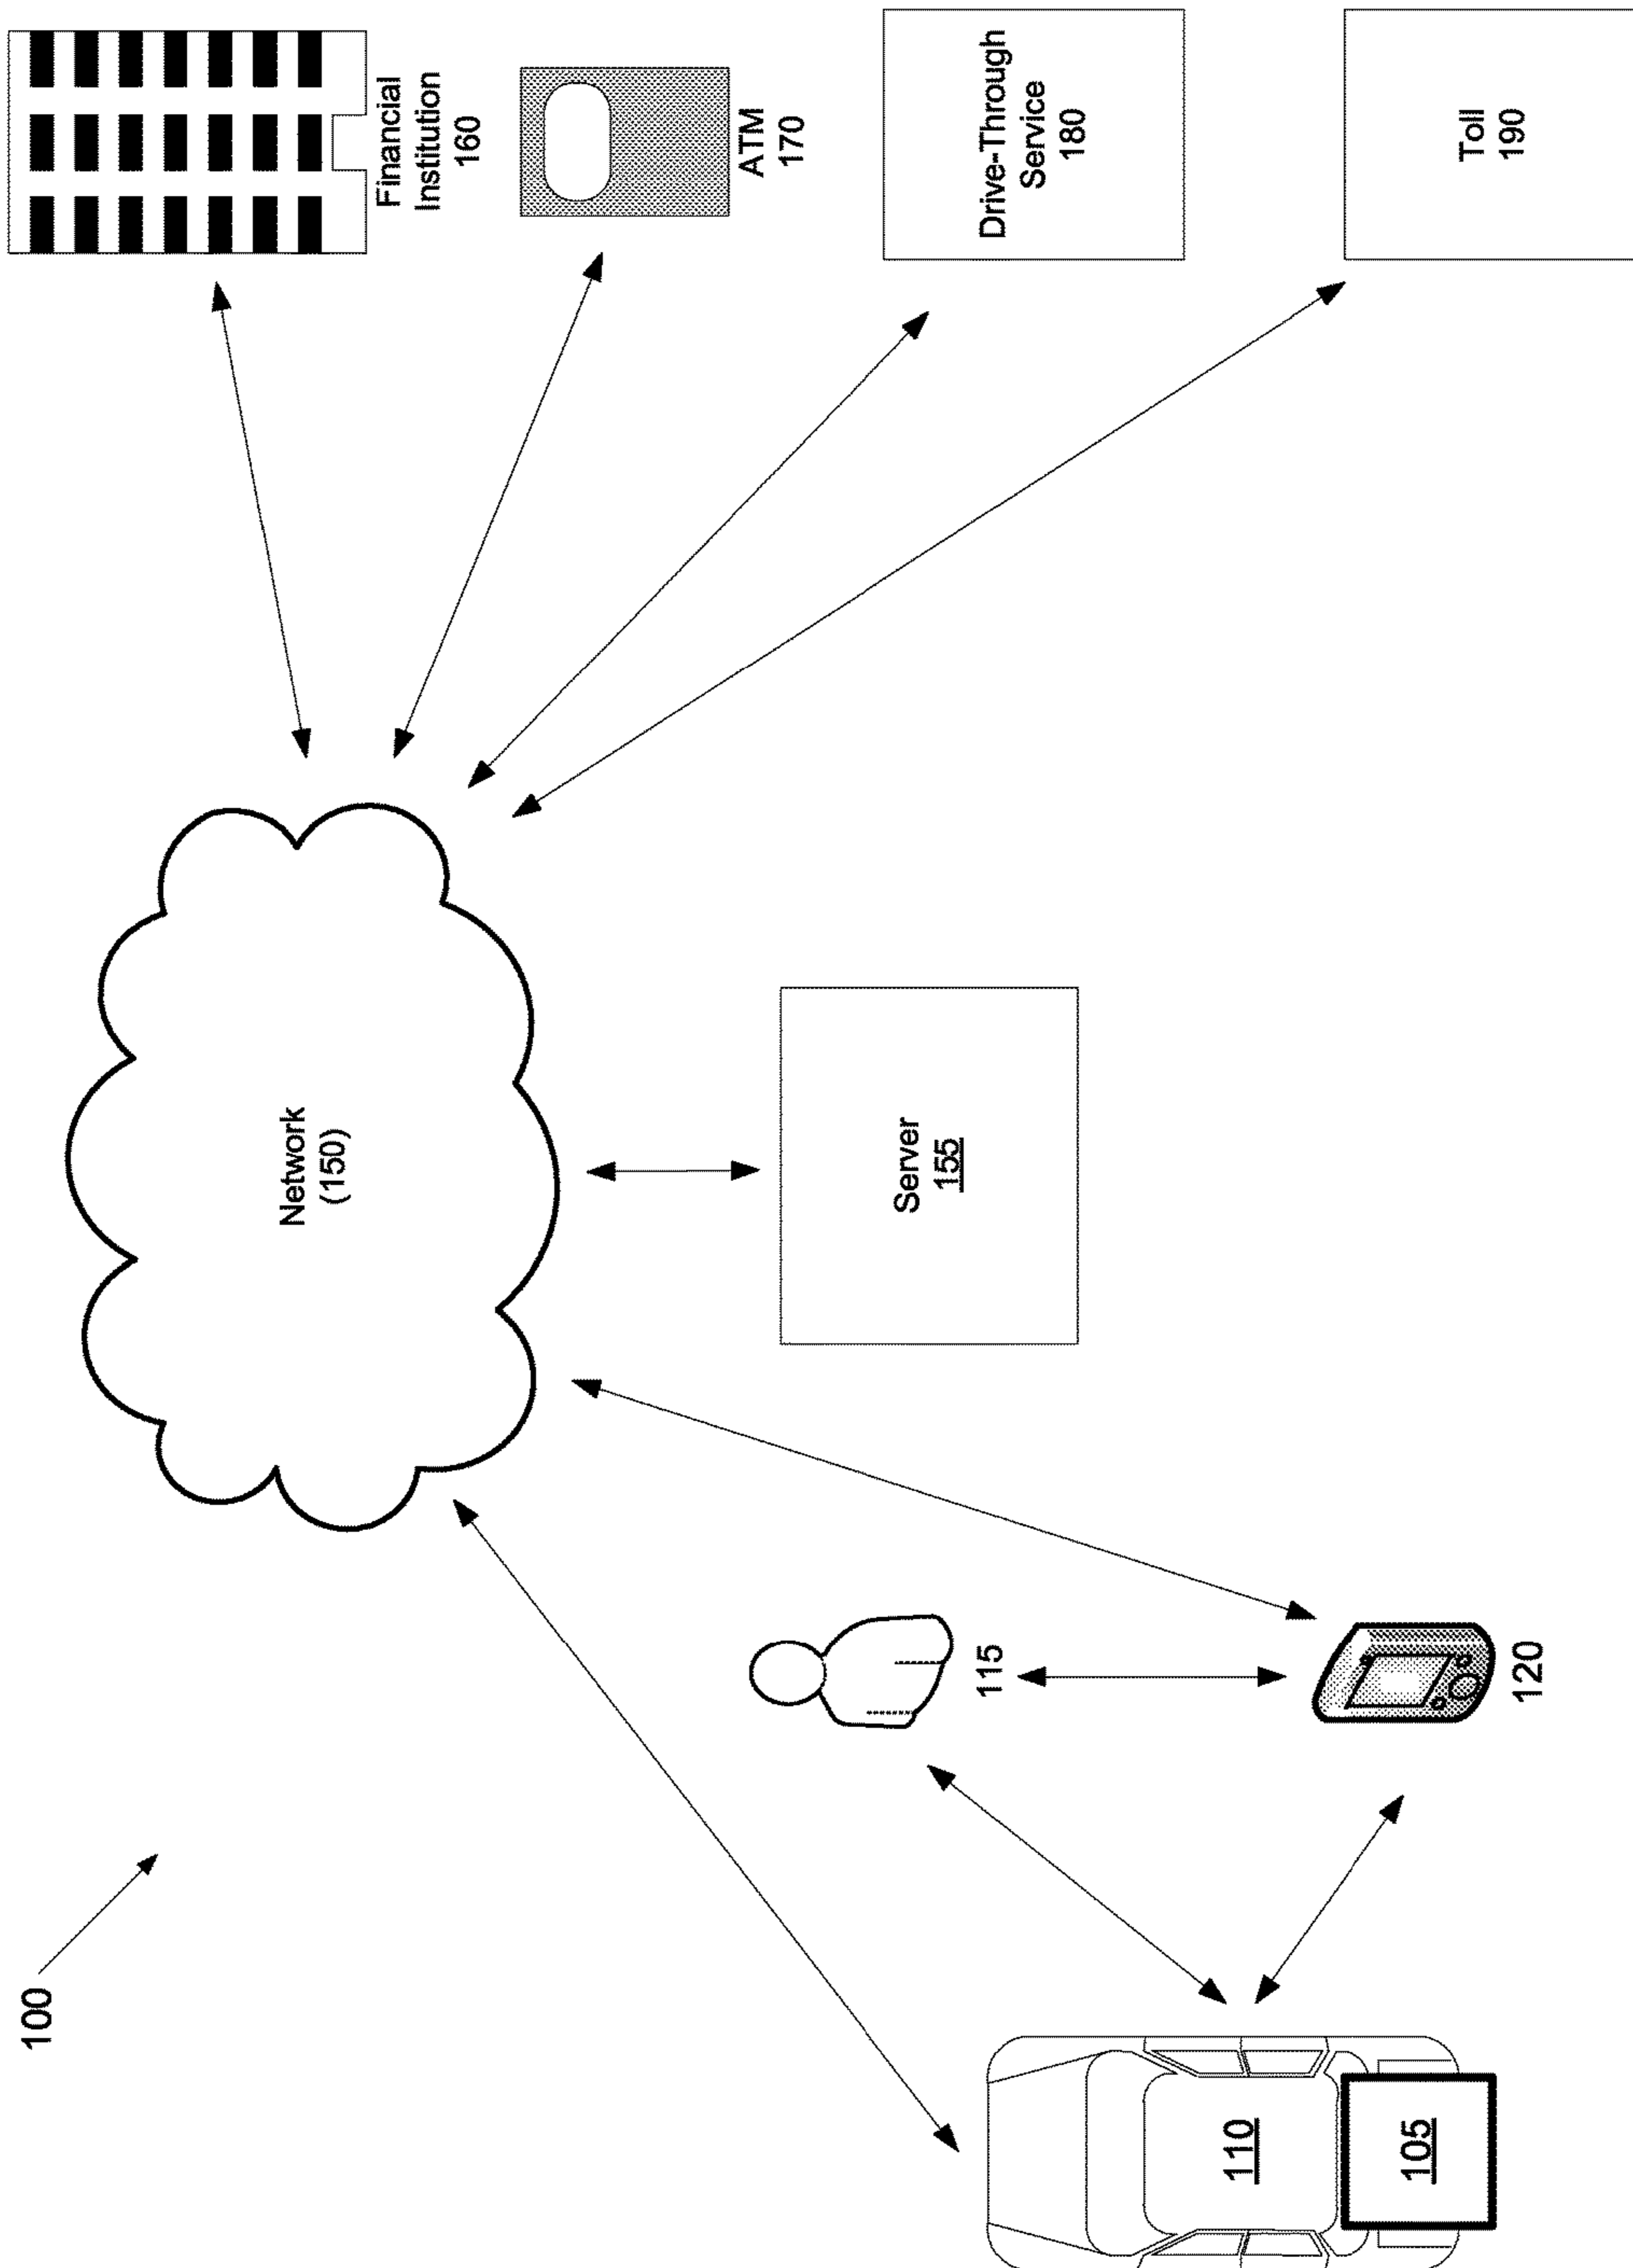 100
Network
(150)
Financial
Institution
160
ATM
170
Drive-Through
Service
180
Toll
190
Server
155
115
120
110
105